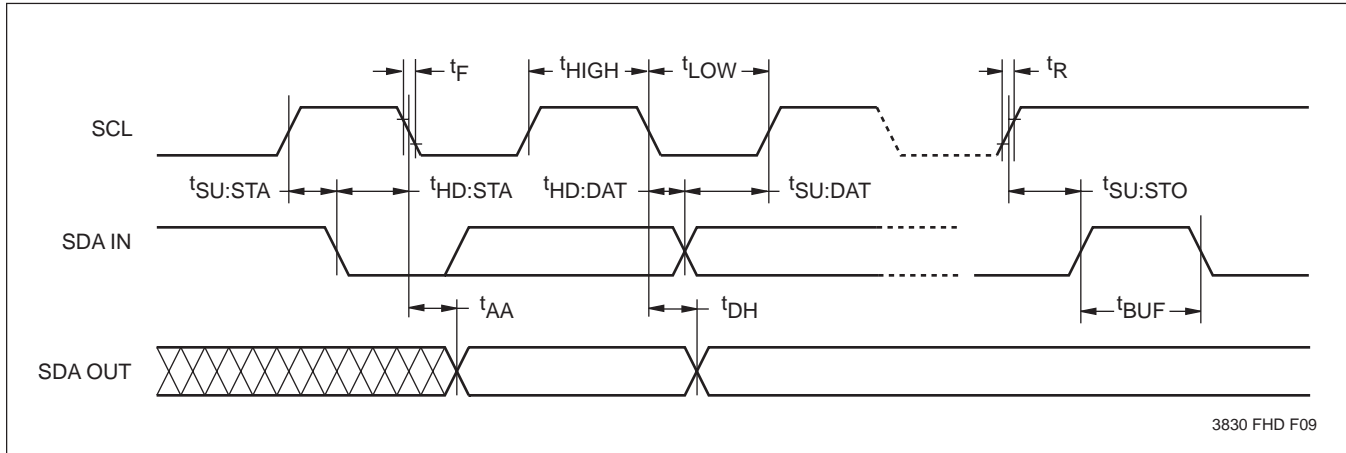 tF
tHIGH
tLOW
tR
SCL
tSU:STA
tHD:STA
tHD:DAT
tSU:DAT
tSU:STO
SDA IN
tAA
tDH
tBUF
SDA OUT
3830 FHD F09